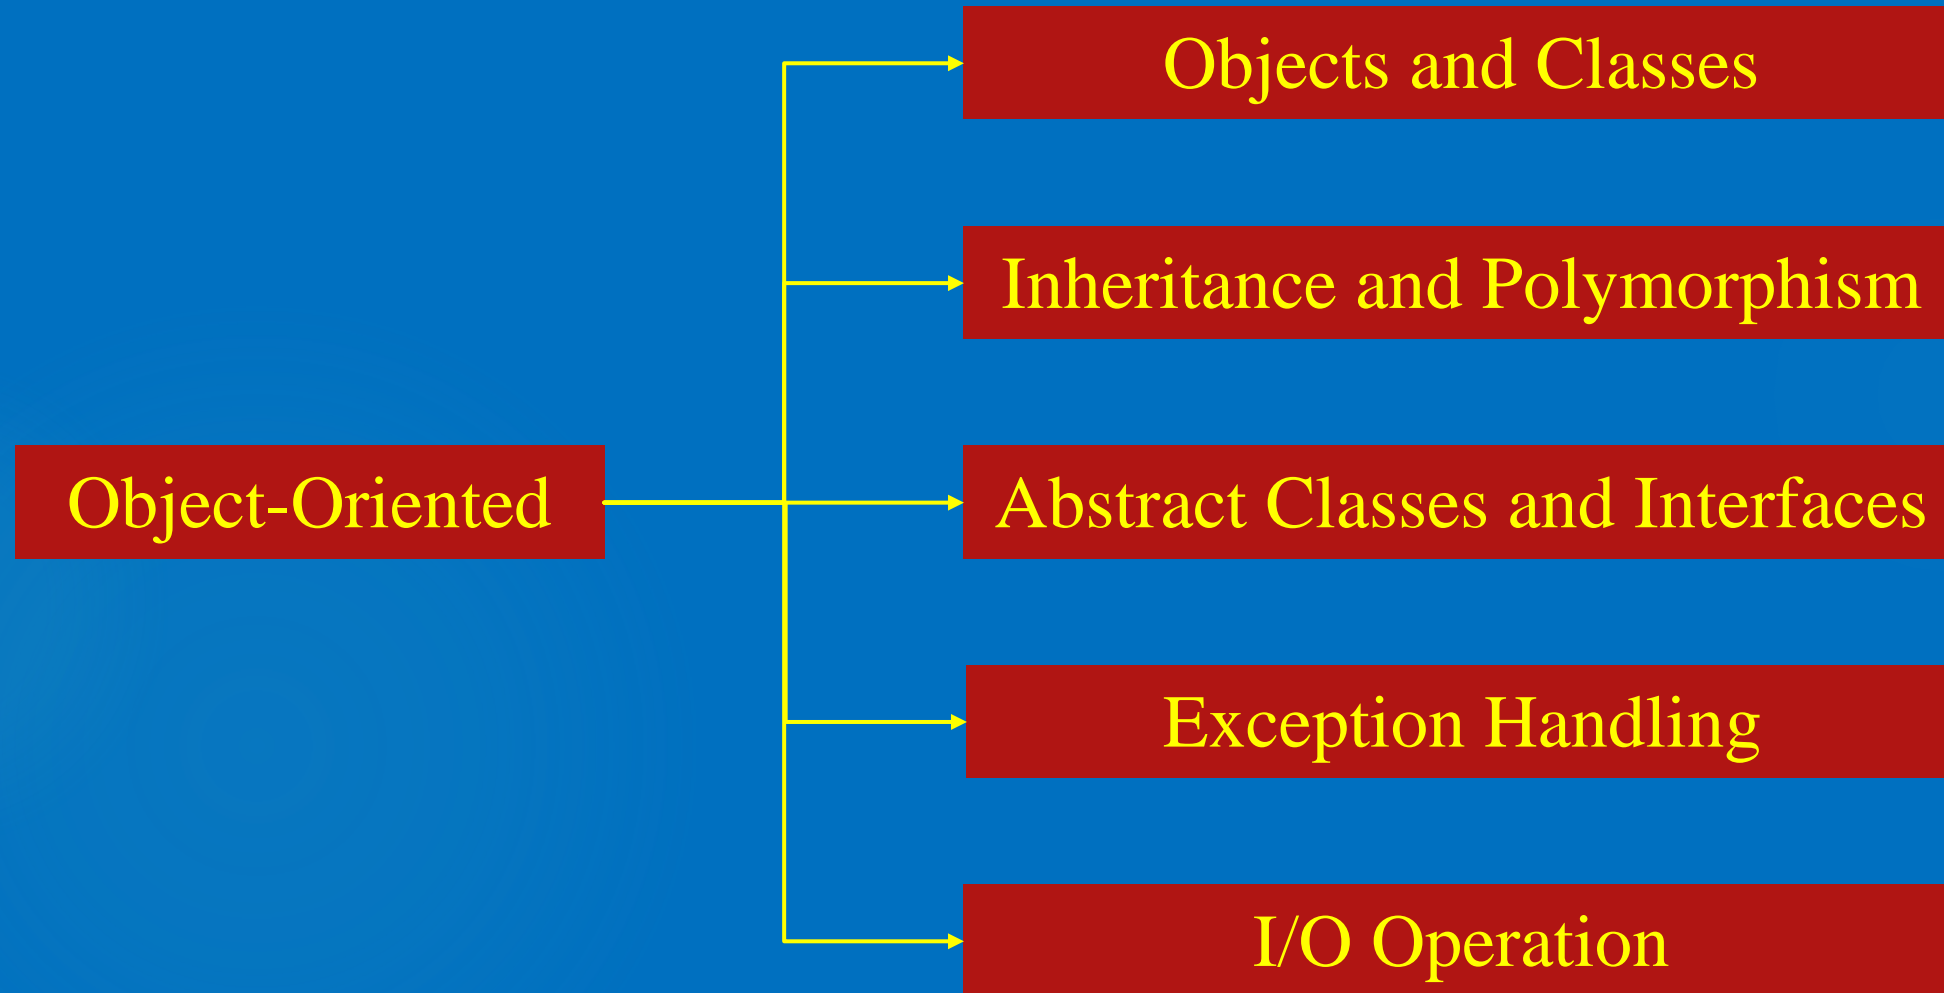 Objects and Classes
Inheritance and Polymorphism
Object-Oriented
Abstract Classes and Interfaces
Exception Handling
I/O Operation